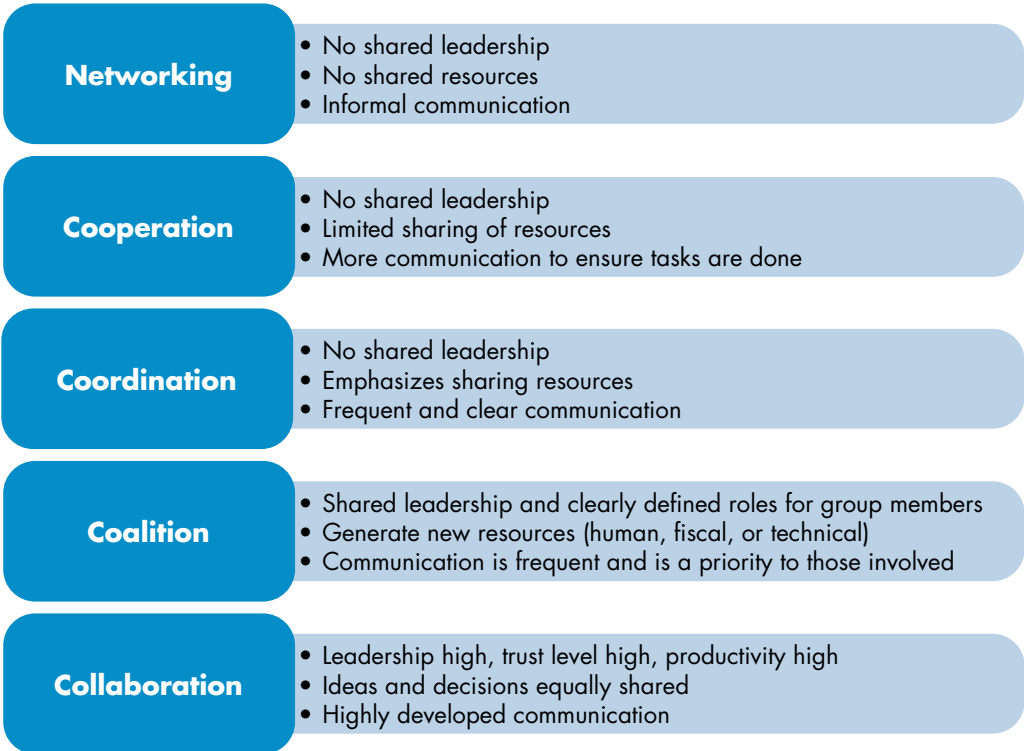 Networking
• No shared leadership
• No shared resources
• Informal communication
Cooperation
• No shared leadership
• Limited sharing of resources
• More communication to ensure tasks are done
Coordination
• No shared leadership
• Emphasizes sharing resources
• Frequent and clear communication
Coalition
• Shared leadership and clearly defined roles for group members
• Generate new resources (human, fiscal, or technical)
• Communication is frequent and is a priority to those involved
Collaboration
• Leadership high, trust level high, productivity high
• Ideas and decisions equally shared
• Highly developed communication